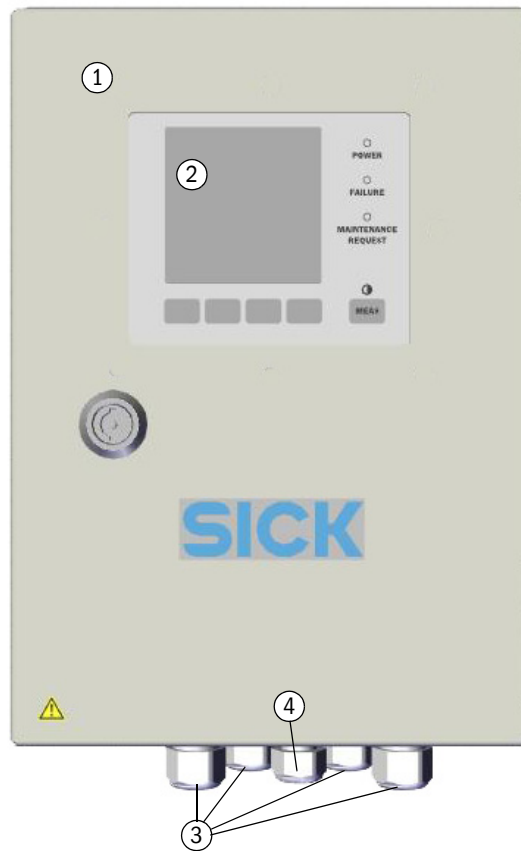 1
2
POWER
FAILURE
MAINTENANCE
REQUEST
MEAS
SICK
4
3